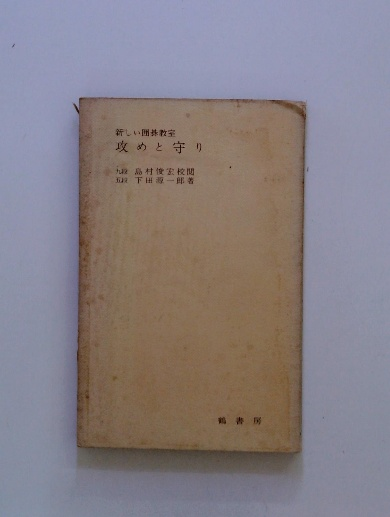 新しい囲碁教室
攻めと守り
九段 島村俊宏校閲
五段 下田源一郎著
鶴書房